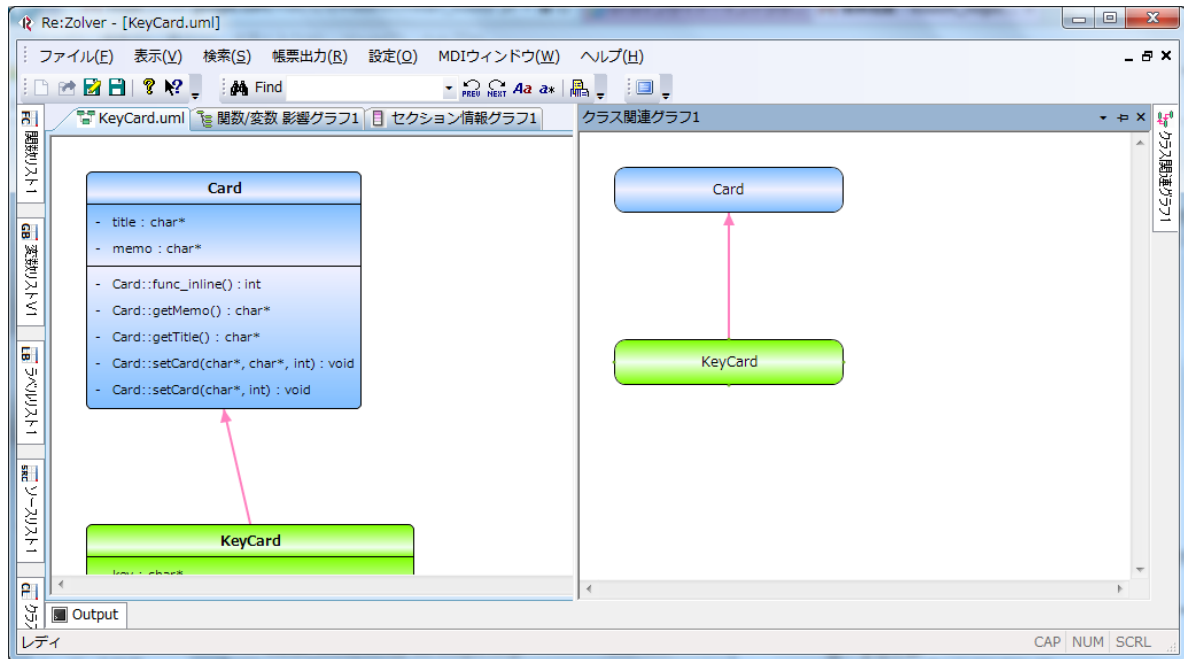 Re:Zolver - [KeyCard.uml]
ファイル(F) 表示(V) 検索(S) 帳票出力(R) 設定(O) MDIウィンドウ(W) ヘルプ(H)
Find
PREV NEXT Aa a*
KeyCard.uml 関数/変数 影響グラフ1 セクション情報グラフ1
クラス関連グラフ1
FC 関数リスト1
GB 変数リストV1
LB ラベルリスト1
SRC ソースリスト1
CL クラス
Card
- title : char*
- memo : char*
- Card::func_inline() : int
- Card::getMemo() : char*
- Card::getTitle() : char*
- Card::setCard(char*, char*, int) : void
- Card::setCard(char*, int) : void
KeyCard
key : char*
Card
KeyCard
クラス関連グラフ1
Output
レディ
CAP NUM SCRL